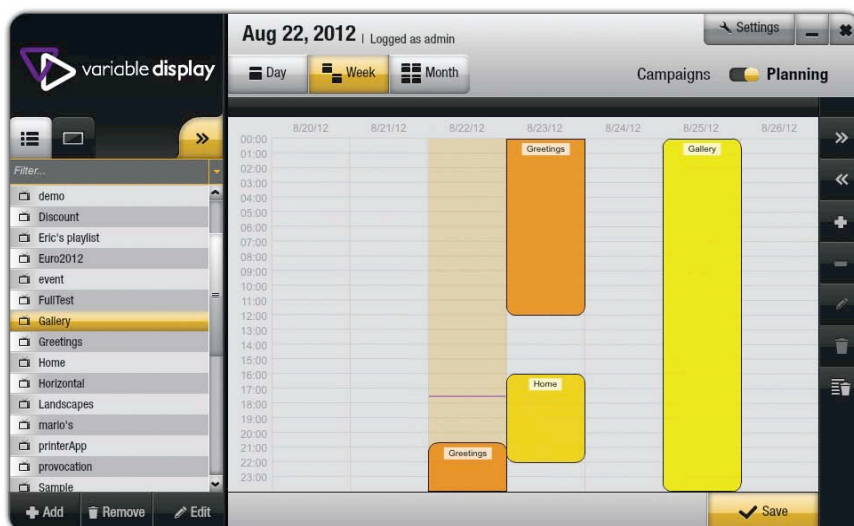 variable display
Aug 22, 2012 | Logged as admin
Settings
Day
Week
Month
Campaigns
Planning
Filter...
demo
Discount
Eric's playlist
Euro2012
event
FullTest
Gallery
Greetings
Home
Horizontal
Landscapes
mario's
printerApp
provocation
Sample
Add
Remove
Edit
8/20/12 8/21/12 8/22/12 8/23/12 8/24/12 8/25/12 8/26/12
00:00
01:00
02:00
03:00
04:00
05:00
06:00
07:00
08:00
09:00
10:00
11:00
12:00
13:00
14:00
16:00
17:00
18:00
19:00
20:00
21:00
22:00
23:00
Greetings
Gallery
Home
Greetings
Save